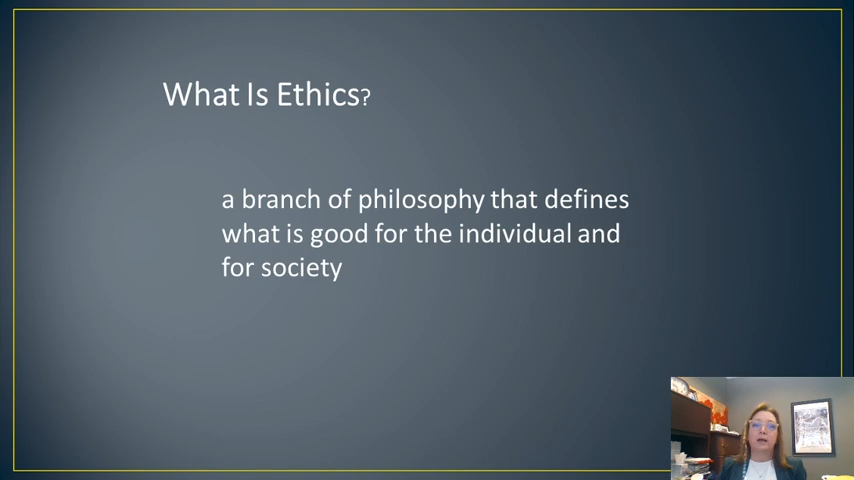 What Is Ethics?
a branch of philosophy that defines
what is good for the individual and
for society